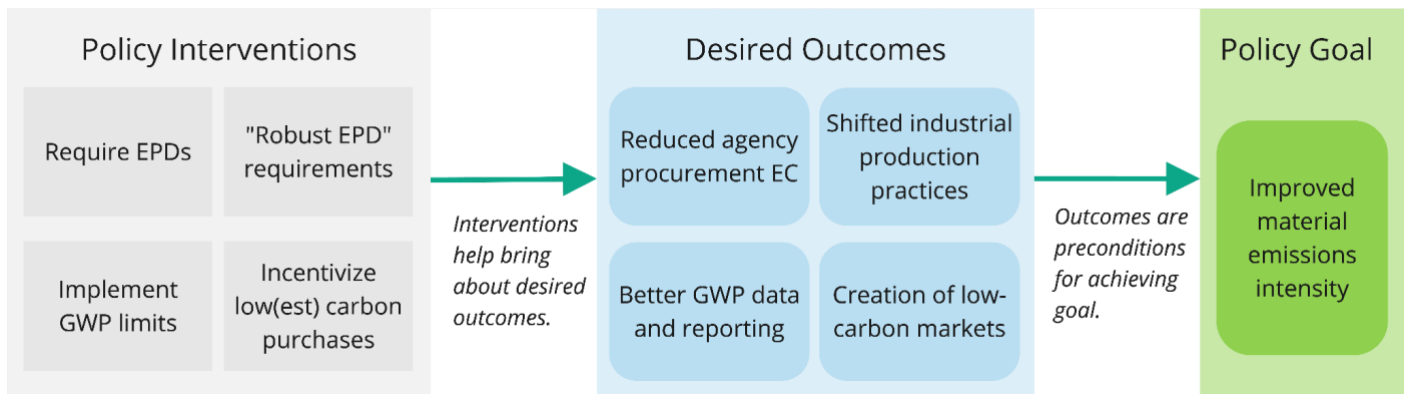 Policy Interventions
Require EPDs
"Robust EPD"
requirements
Implement
GWP limits
Incentivize
low(est) carbon
purchases
Interventions
help bring
about desired
outcomes.
Desired Outcomes
Reduced agency
procurement EC
Shifted industrial
production
practices
Better GWP data
and reporting
Creation of low-
carbon markets
Outcomes are
preconditions
for achieving
goal.
Policy Goal
Improved
material
emissions
intensity